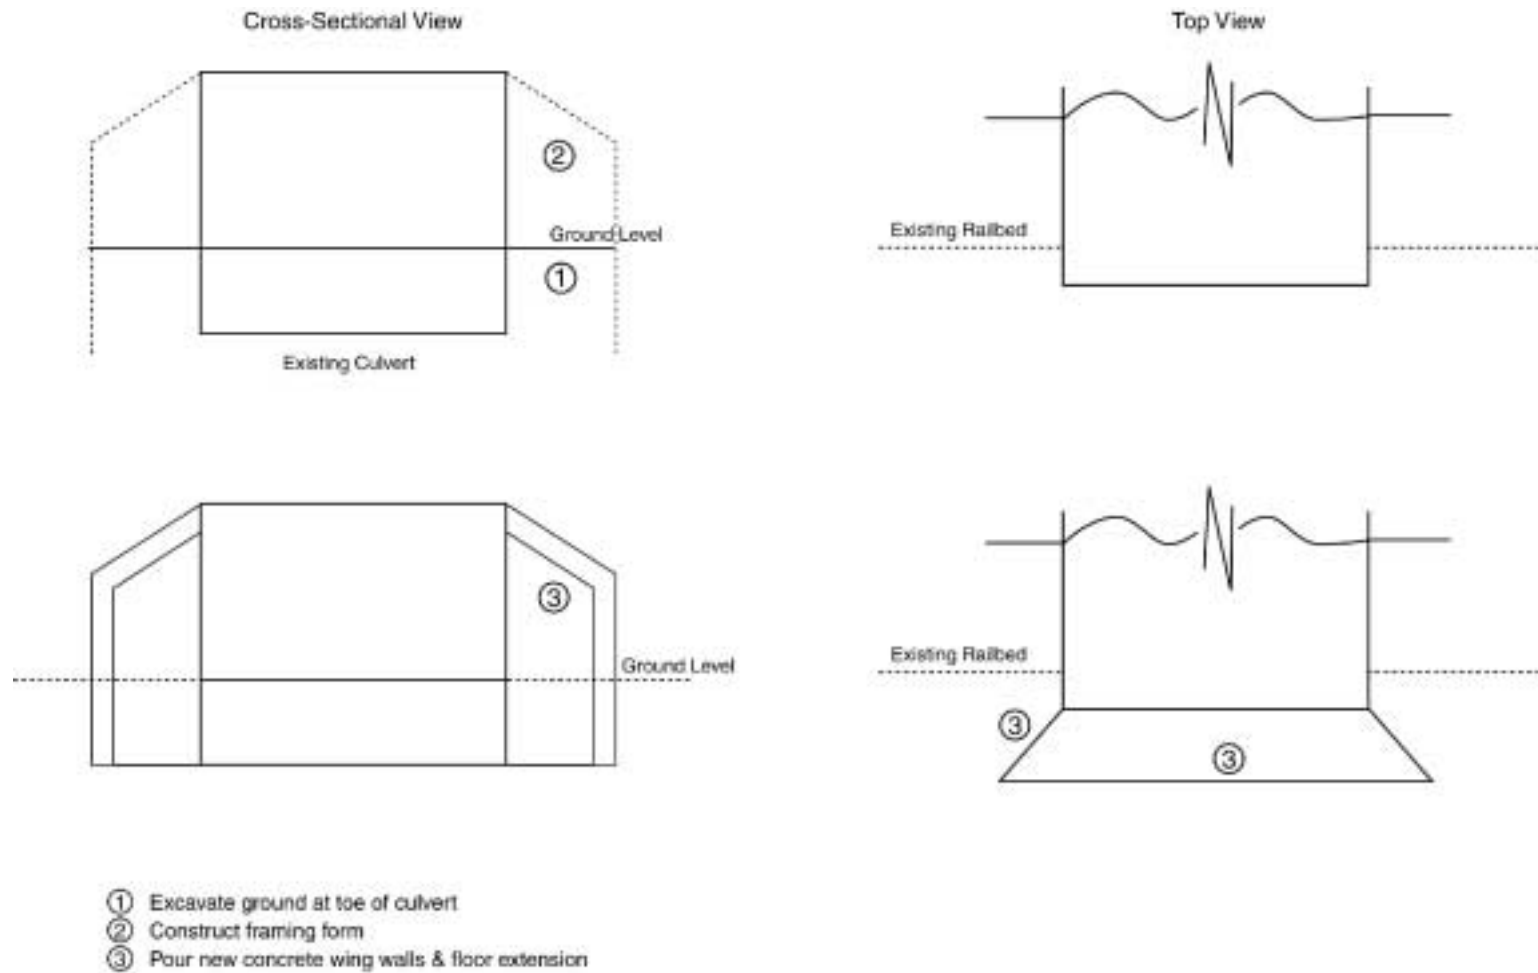 Cross-Sectional View
Top View
②
Ground Level
①
Existing Culvert
Existing Railbed
③
Ground Level
Existing Railbed
③
③
① Excavate ground at toe of culvert
② Construct framing form
③ Pour new concrete wing walls & floor extension